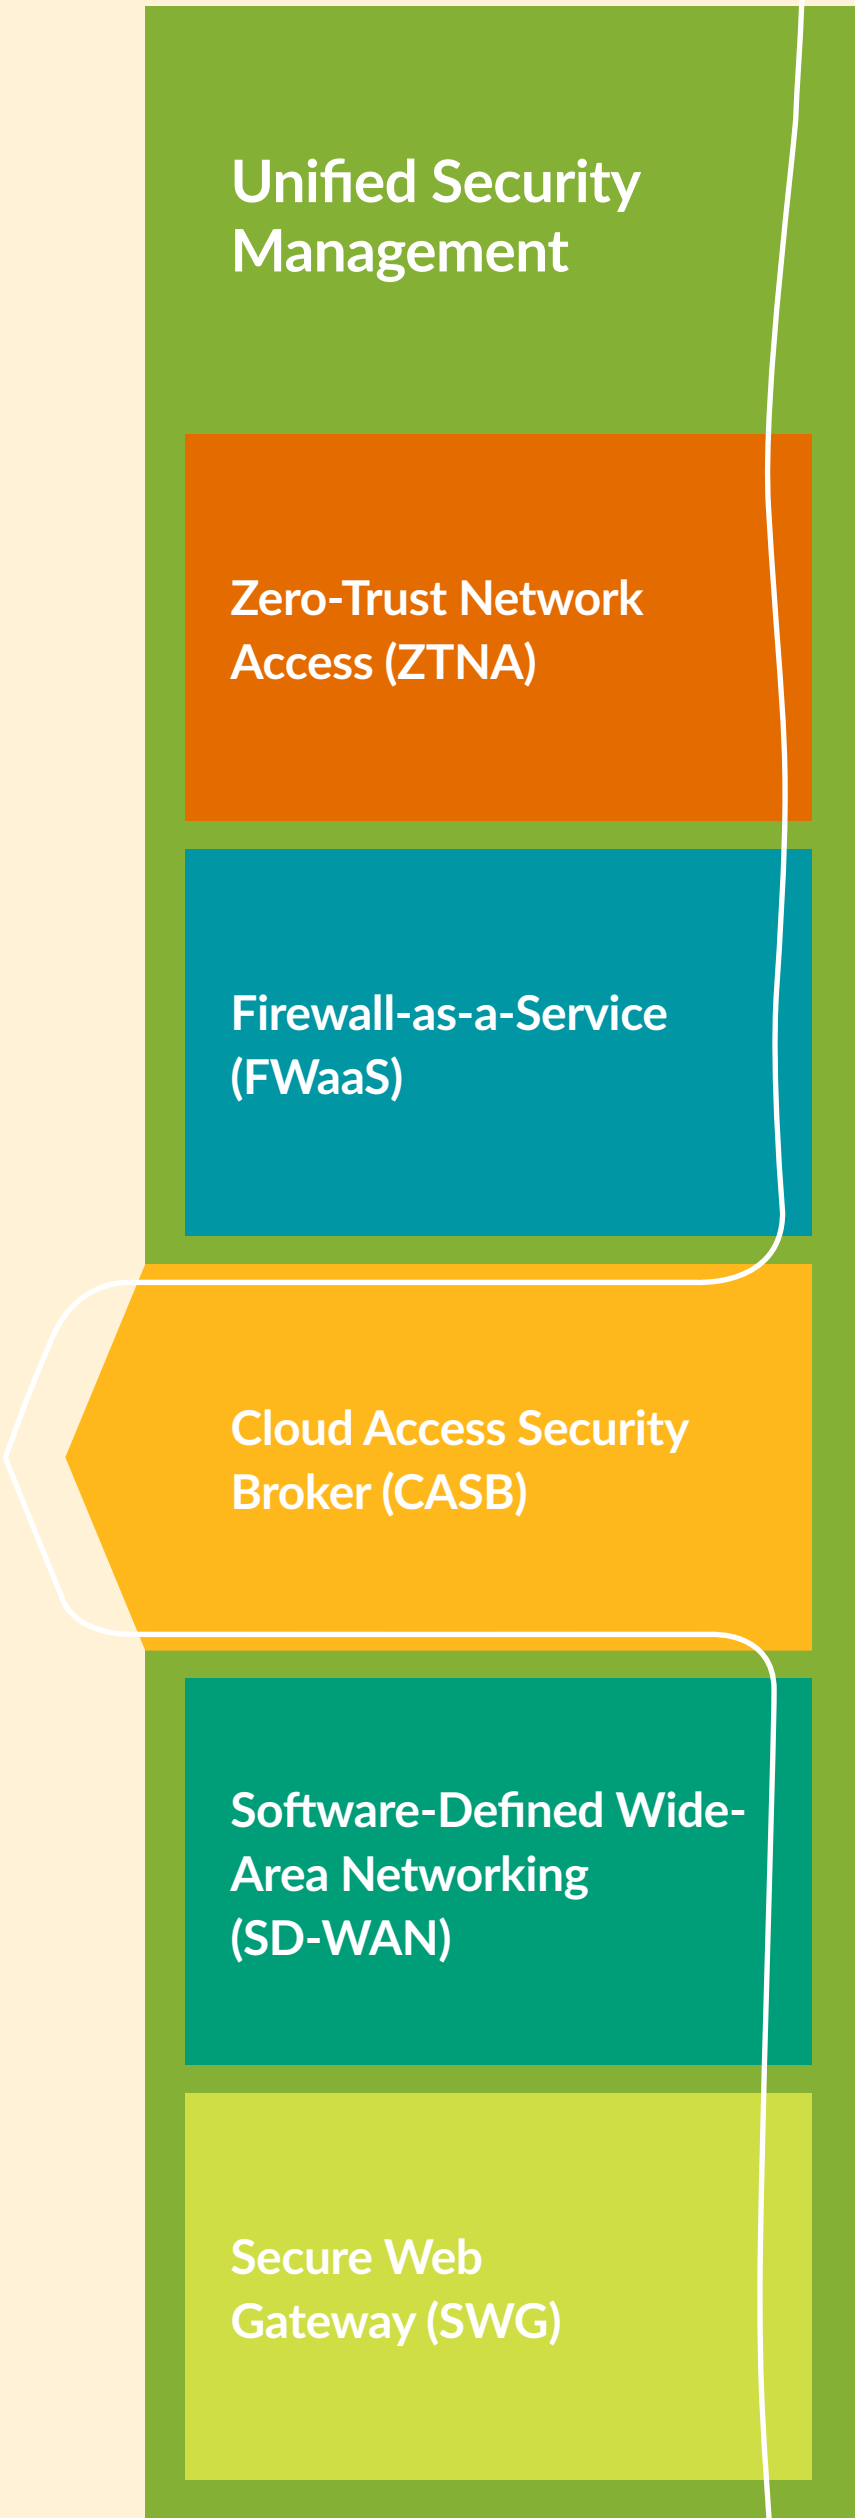 Unified Security
Management
Zero-Trust Network
Access (ZTNA)
Firewall-as-a-Service
(FWaaS)
Cloud Access Security
Broker (CASB)
Software-Defined Wide-
Area Networking
(SD-WAN)
Secure Web
Gateway (SWG)